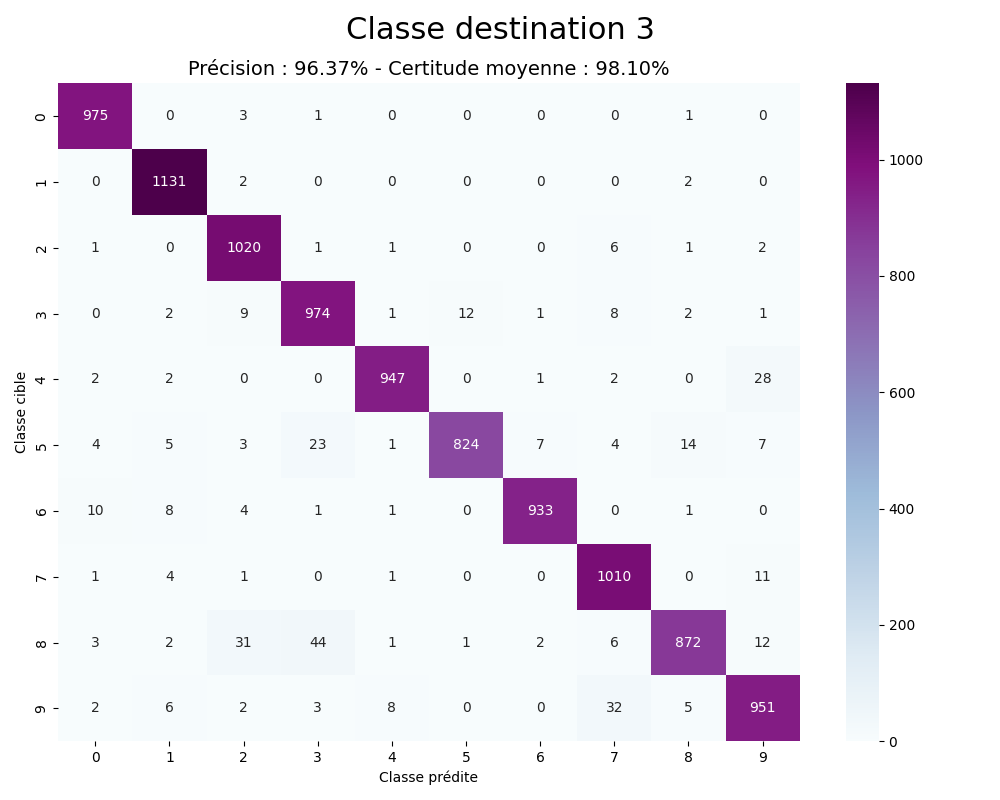 Classe destination 3
Précision : 96.37% - Certitude moyenne : 98.10%
0 975 0 3 1 0 0 0 0 1 0
1 0 1131 2 0 0 0 0 0 2 0
2 1 0 1020 1 1 0 0 6 1 2
3 0 2 9 974 1 12 1 8 2 1
4 2 2 0 0 947 0 1 2 0 28
5 4 5 3 23 1 824 7 4 14 7
6 10 8 4 1 1 0 933 0 1 0
7 1 4 1 0 1 0 0 1010 0 11
8 3 2 31 44 1 1 2 6 872 12
9 2 6 2 3 8 0 0 32 5 951
0 1 2 3 4 5 6 7 8 9
Classe prédite
Classe cible
1000
800
600
400
200
0